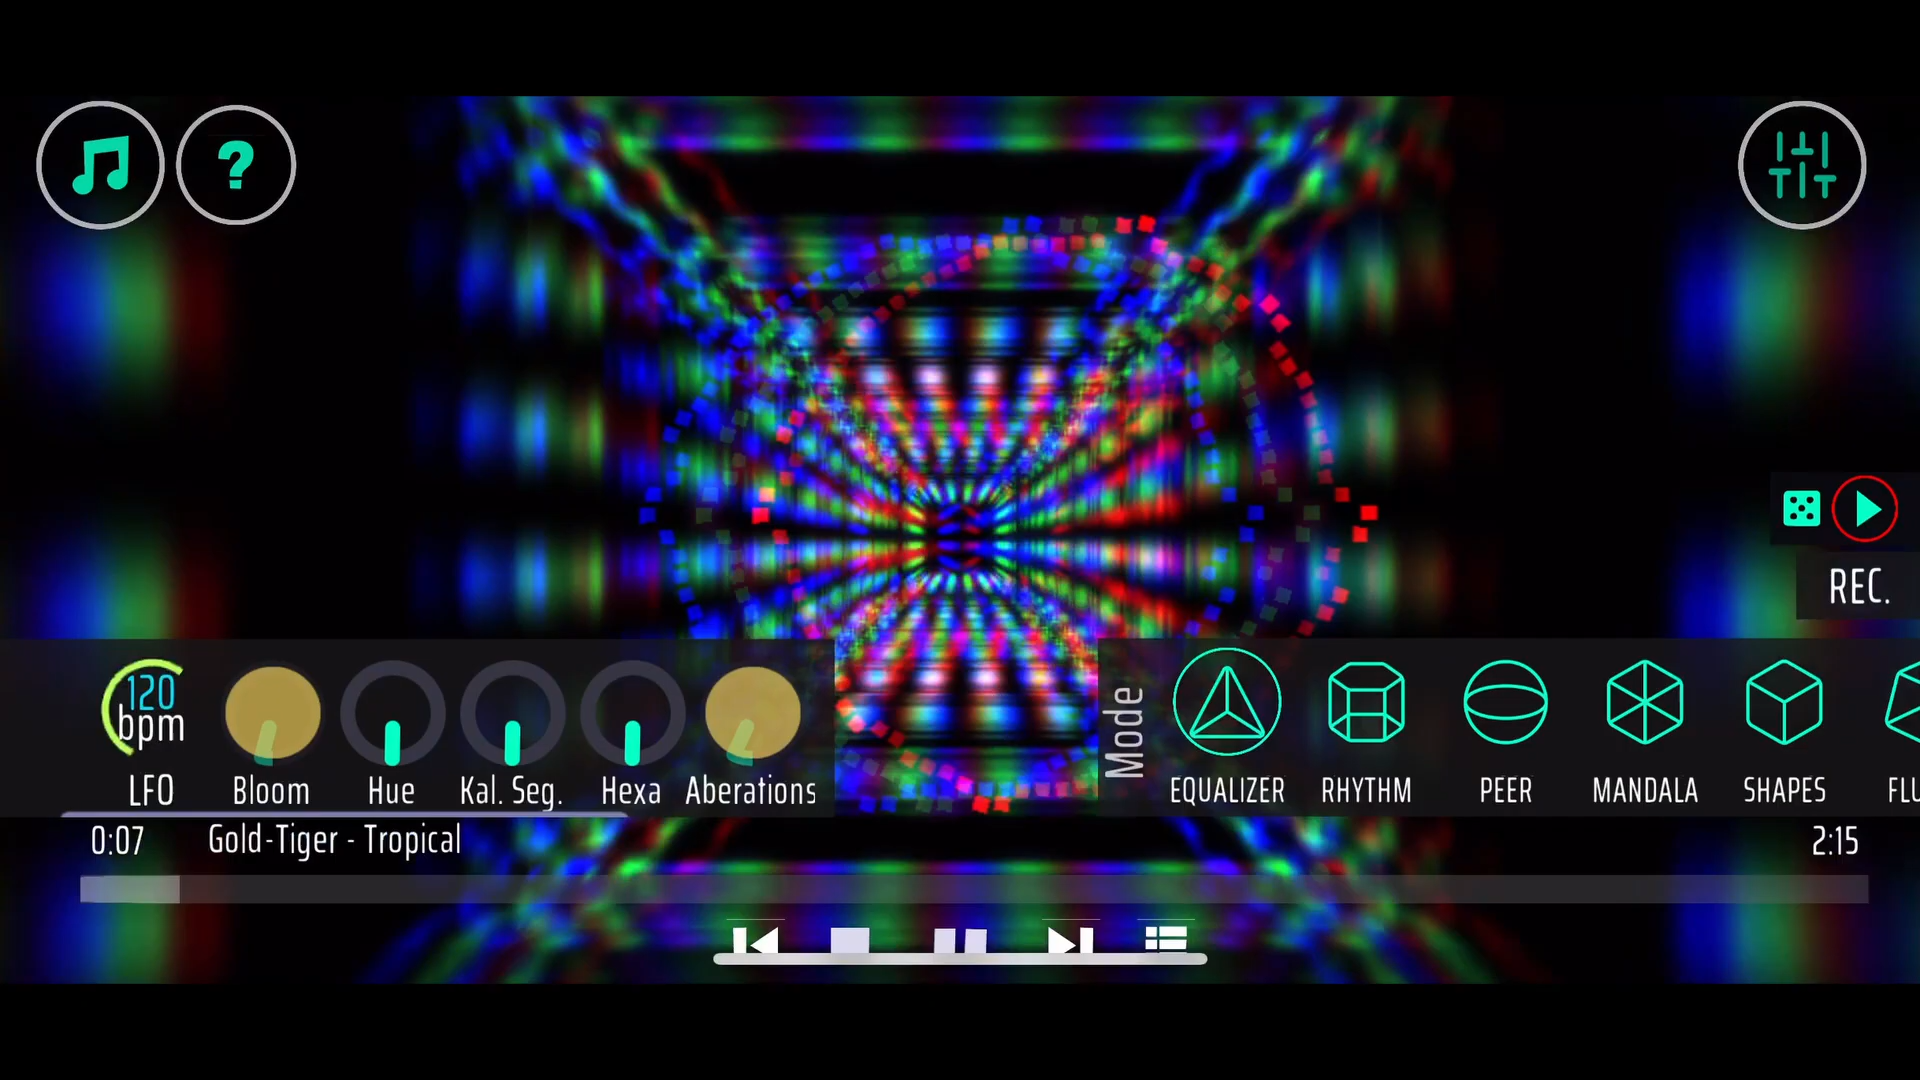 ?
REC.
120
bpm
LFO
Bloom
Hue
Kal. Seg.
Hexa
Aberations
Mode
EQUALIZER
RHYTHM
PEER
MANDALA
SHAPES
FLU
0:07
Gold-Tiger - Tropical
2:15